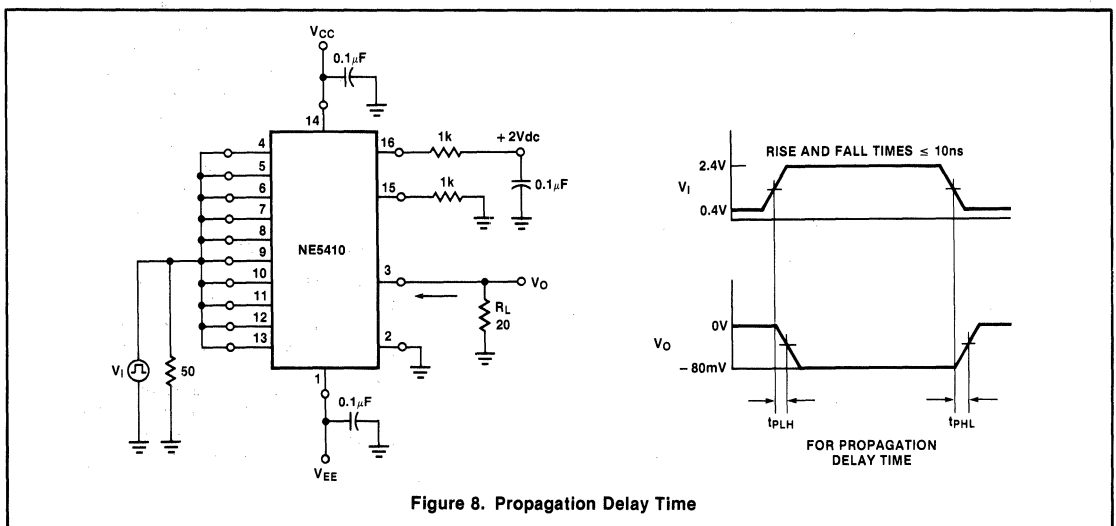 VCC
0.1μF
14
4
5
6
7
8
9
10
11
12
13
16
1k
+2Vdc
0.1μF
15
1k
NE5410
3
VO
RL
20
2
VI
50
1
0.1μF
VEE
RISE AND FALL TIMES ≤ 10ns
2.4V
VI
0.4V
0V
VO
−80mV
tPLH
tPHL
FOR PROPAGATION
DELAY TIME
Figure 8. Propagation Delay Time